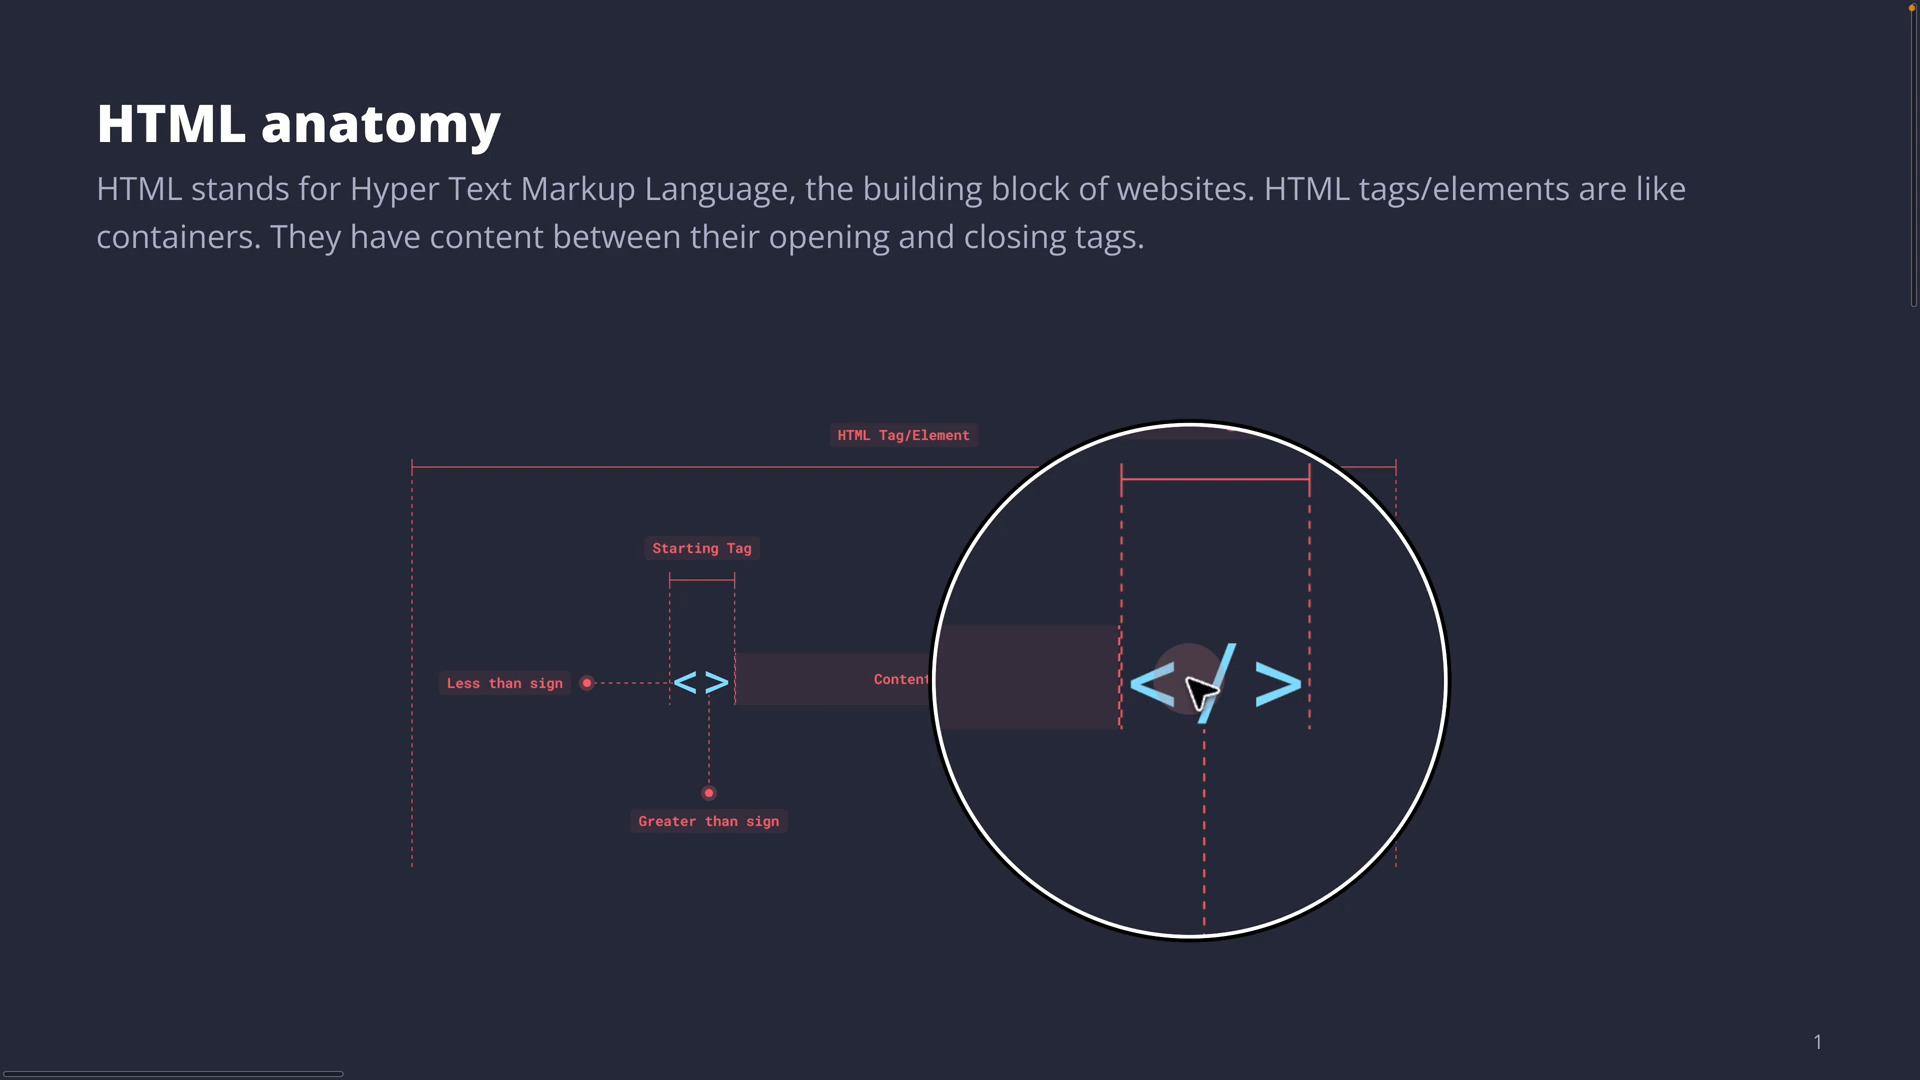 HTML anatomy
HTML stands for Hyper Text Markup Language, the building block of websites. HTML tags/elements are like
containers. They have content between their opening and closing tags.
HTML Tag/Element
Starting Tag
Less than sign
<>
Content
</>
Greater than sign
1